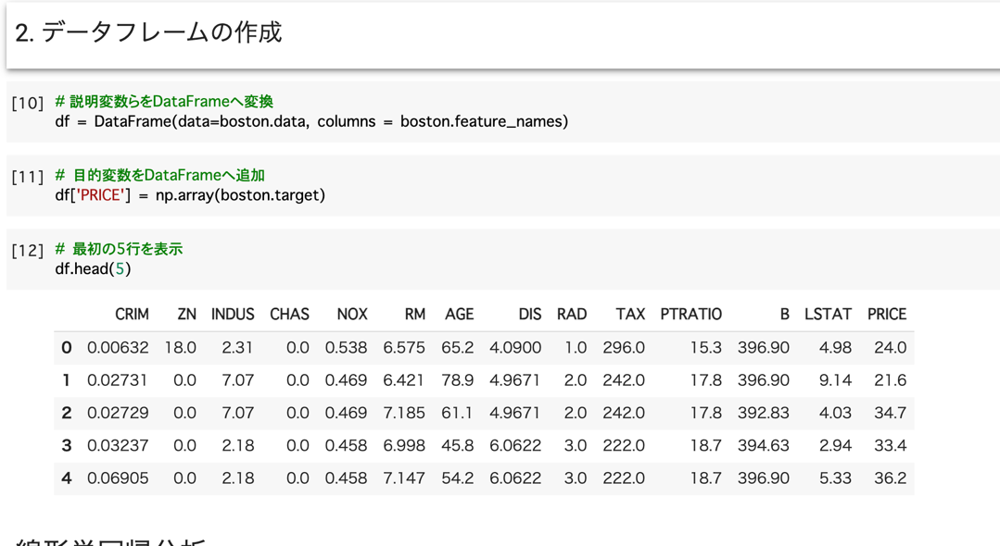 2. データフレームの作成
[10] # 説明変数らをDataFrameへ変換
df = DataFrame(data=boston.data, columns = boston.feature_names)
[11] # 目的変数をDataFrameへ追加
df['PRICE'] = np.array(boston.target)
[12] # 最初の5行を表示
df.head(5)
CRIM ZN INDUS CHAS NOX RM AGE DIS RAD TAX PTRATIO B LSTAT PRICE
0 0.00632 18.0 2.31 0.0 0.538 6.575 65.2 4.0900 1.0 296.0 15.3 396.90 4.98 24.0
1 0.02731 0.0 7.07 0.0 0.469 6.421 78.9 4.9671 2.0 242.0 17.8 396.90 9.14 21.6
2 0.02729 0.0 7.07 0.0 0.469 7.185 61.1 4.9671 2.0 242.0 17.8 392.83 4.03 34.7
3 0.03237 0.0 2.18 0.0 0.458 6.998 45.8 6.0622 3.0 222.0 18.7 394.63 2.94 33.4
4 0.06905 0.0 2.18 0.0 0.458 7.147 54.2 6.0622 3.0 222.0 18.7 396.90 5.33 36.2